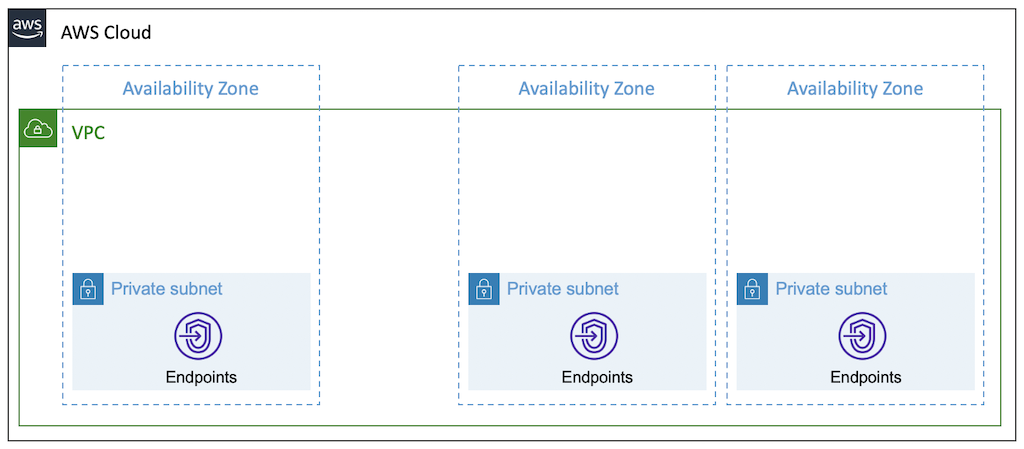 aws
AWS Cloud
Availability Zone
Availability Zone
Availability Zone
VPC
Private subnet
Private subnet
Private subnet
Endpoints
Endpoints
Endpoints